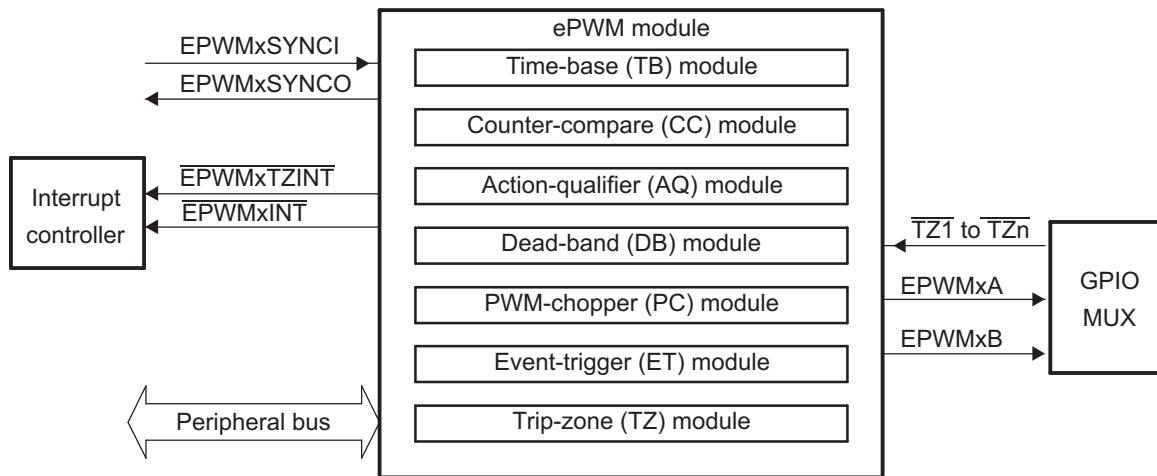 ePWM module
EPWMxSYNCI
EPWMxSYNCO
Time-base (TB) module
Counter-compare (CC) module
Action-qualifier (AQ) module
Dead-band (DB) module
PWM-chopper (PC) module
Event-trigger (ET) module
Trip-zone (TZ) module
Interrupt
controller
EPWMxTZINT
EPWMxINT
Peripheral bus
TZ1 to TZn
EPWMxA
EPWMxB
GPIO
MUX